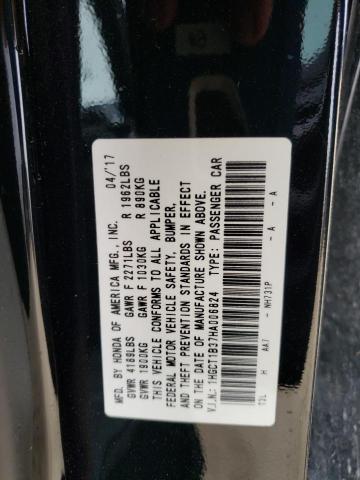 MFD. BY HONDA OF AMERICA MFG.,INC. 04/17
GVWR 4189LBS GAWR F 2271LBS R 1962LBS
GVWR 1900KG GAWR F 1030KG R 890KG
THIS VEHICLE CONFORMS TO ALL APPLICABLE
FEDERAL MOTOR VEHICLE SAFETY, BUMPER,
AND THEFT PREVENTION STANDARDS IN EFFECT
ON THE DATE OF MANUFACTURE SHOWN ABOVE.
V.I.N.: 1HGCT1B37HA006824 TYPE: PASSENGER CAR
T3L H AA7 - NH731P - A - A